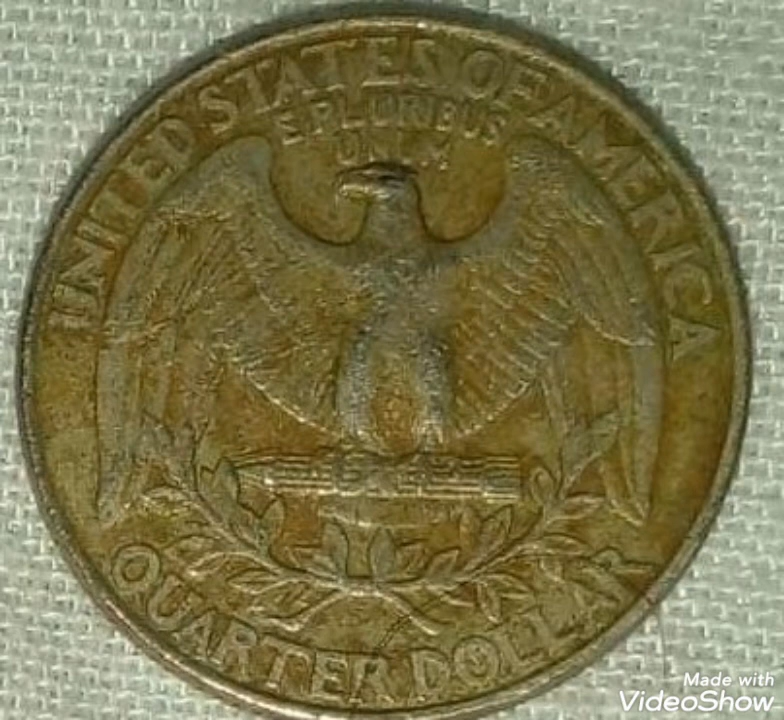 UNITED STATES OF AMERICA
E PLURIBUS
UNUM
QUARTER DOLLAR
Made with
VideoShow